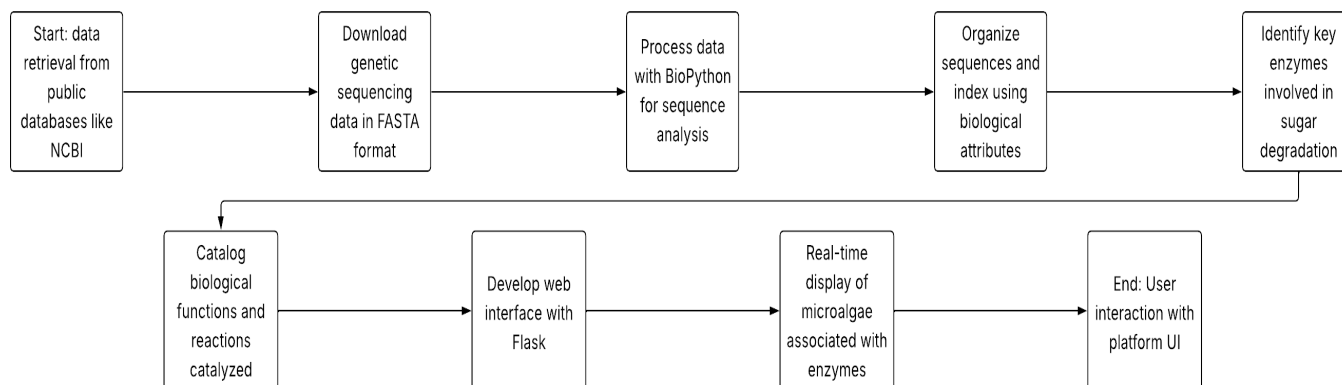 Start: data
retrieval from
public
databases like
NCBI
Download
genetic
sequencing
data in FASTA
format
Process data
with BioPython
for sequence
analysis
Organize
sequences and
index using
biological
attributes
Identify key
enzymes
involved in
sugar
degradation
Catalog
biological
functions and
reactions
catalyzed
Develop web
interface with
Flask
Real-time
display of
microalgae
associated with
enzymes
End: User
interaction with
platform UI